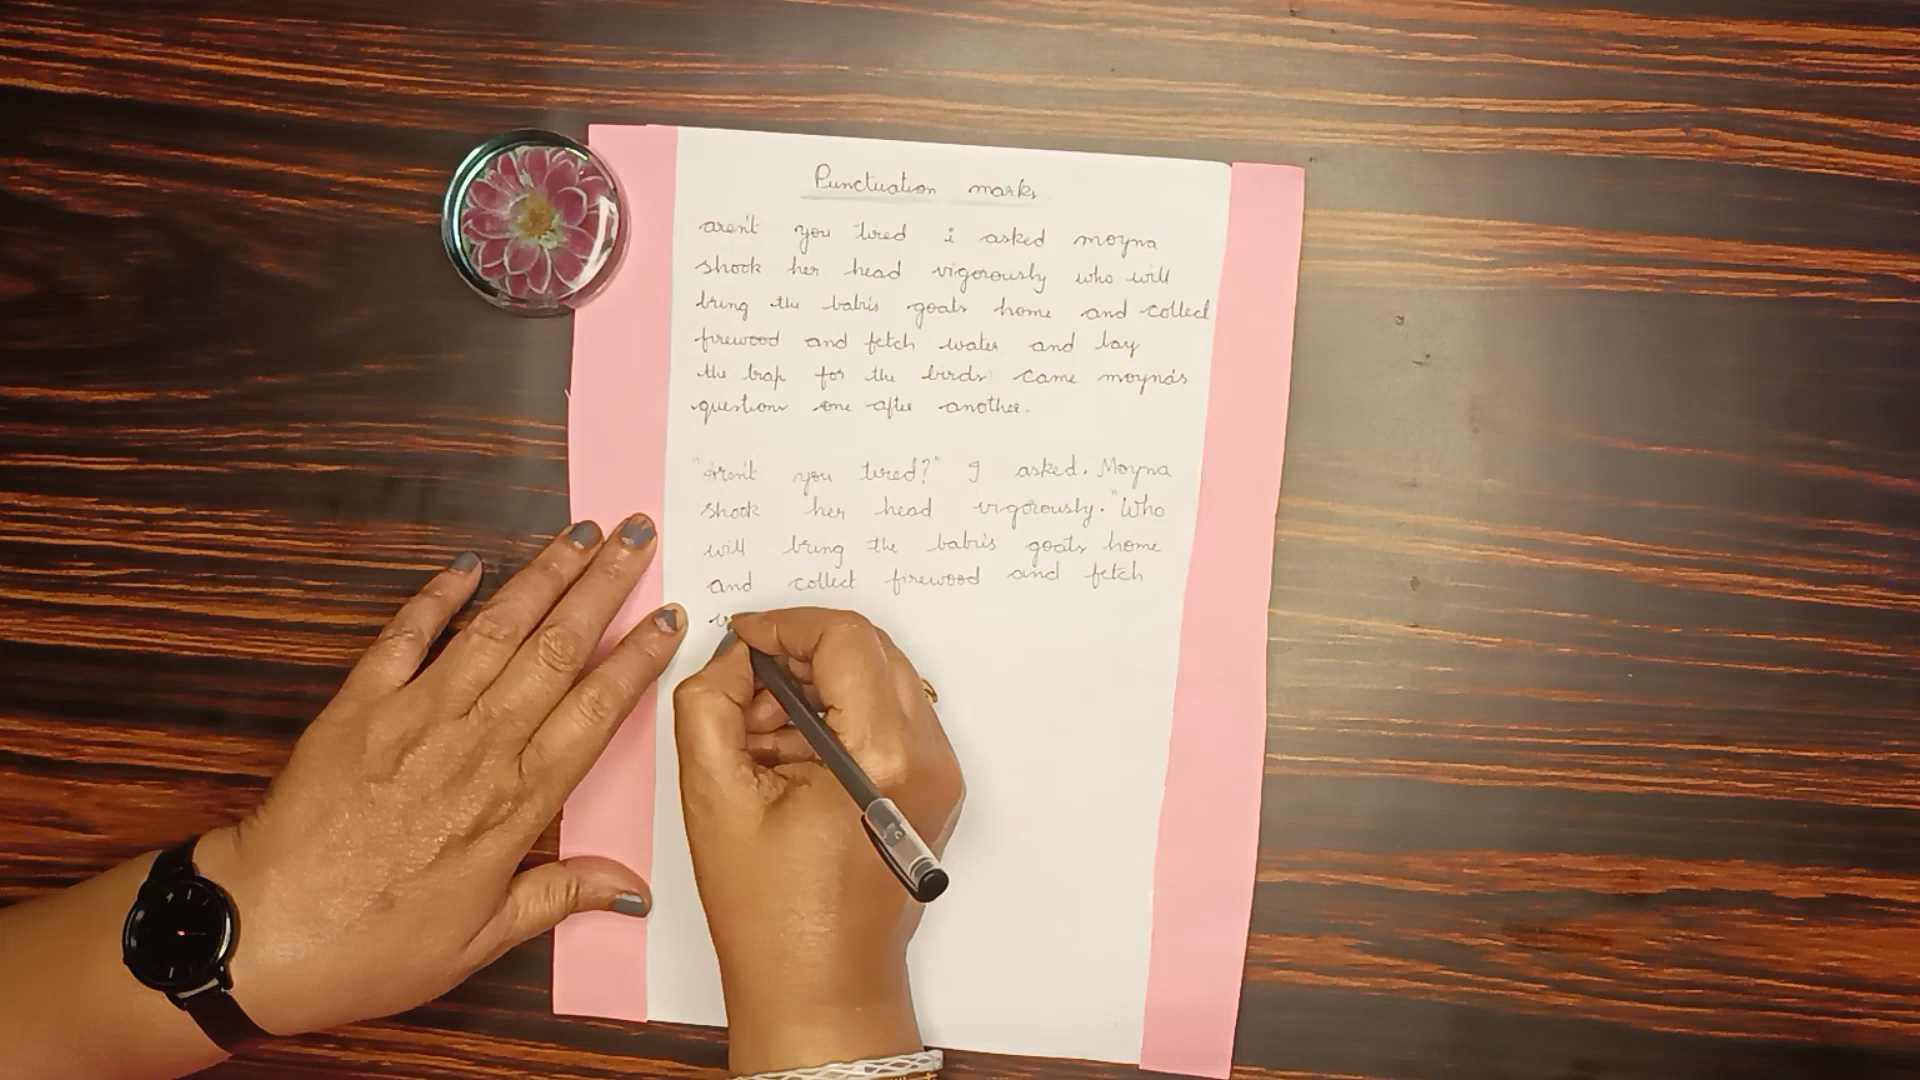 Punctuation marks
aren't you tired i asked moyna
shook her head vigorously who will
bring the babu's goats home and collect
firewood and fetch water and lay
the trap for the birds came moyna's
questions one after another.
"Aren't you tired?" I asked. Moyna
shook her head vigorously. "Who
will bring the babu's goats home
and collect firewood and fetch